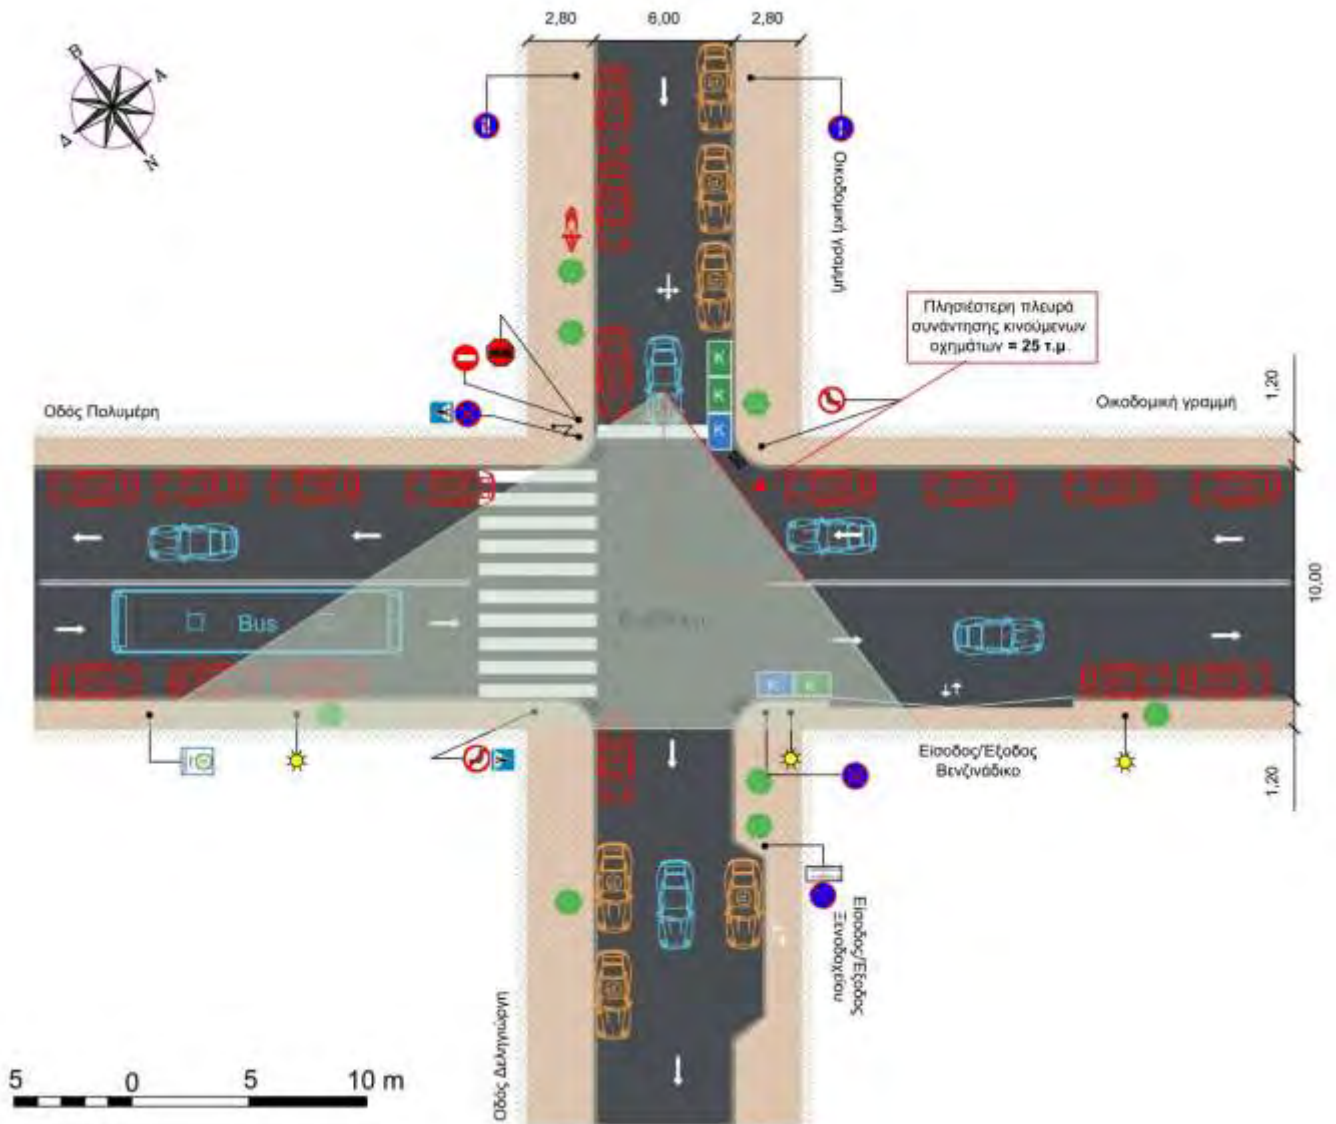 2,80
6,00
2,80
Β
Α
Δ
Ν
Οικοδομική γραμμή
Πλησιέστερη πλευρά
συνάντησης κινούμενων
οχημάτων = 25 τ.μ.
Κ
Κ
Κ
Οδός Πολυμέρη
Οικοδομική γραμμή
1,20
10,00
Bus
Κ
Κ
Είσοδος/Έξοδος
Βενζινάδικο
1,20
Είσοδος/Έξοδος
Ξενοδοχείου
Οδός Δεληγιώργη
5
0
5
10 m